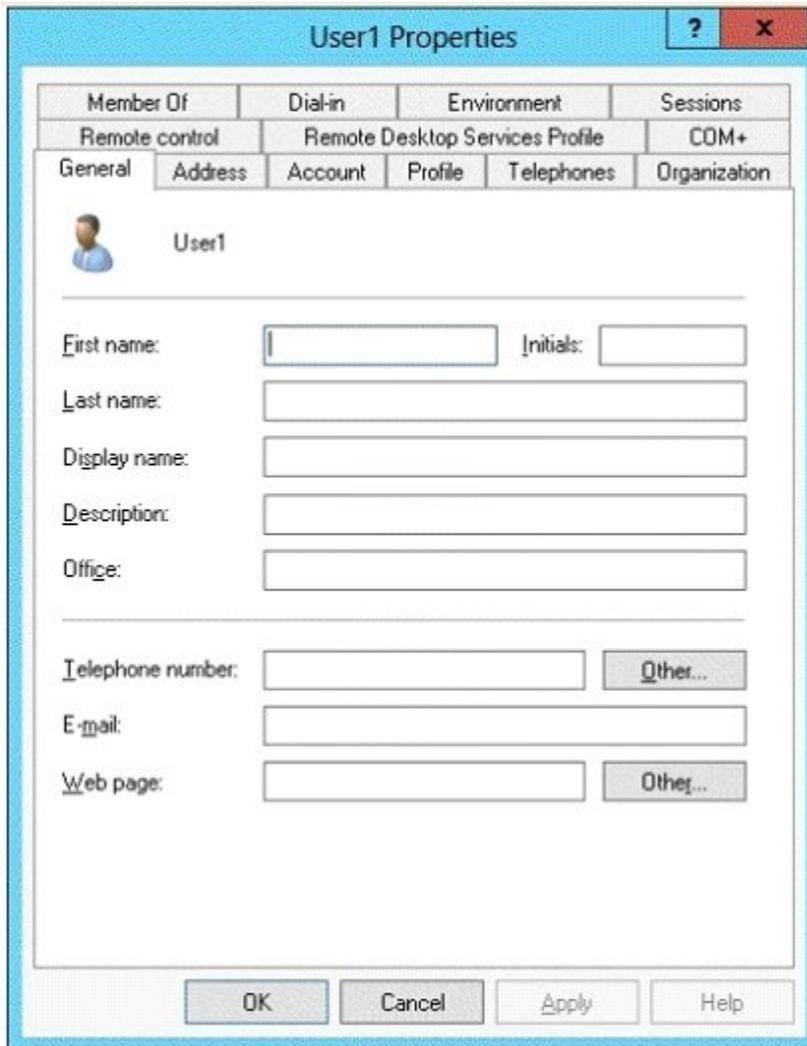 User1 Properties
? x
Member Of Dial-in Environment Sessions
Remote control Remote Desktop Services Profile COM+
General Address Account Profile Telephones Organization
User1
First name: Initials:
Last name:
Display name:
Description:
Office:
Telephone number: Other...
E-mail:
Web page: Other...
OK Cancel Apply Help